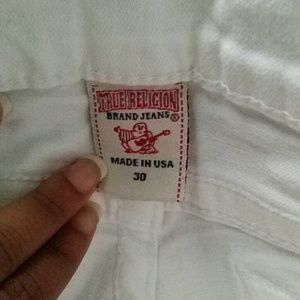 TRUE RELIGION
BRAND JEANS®
MADE IN USA
30